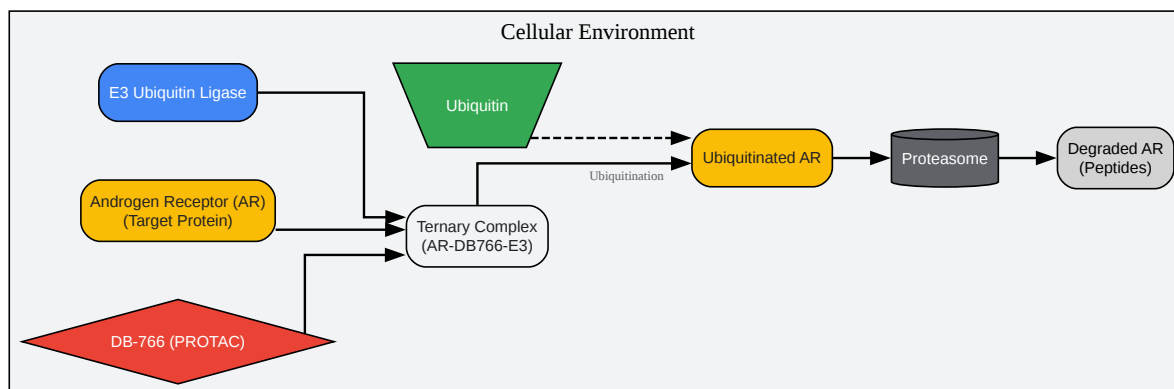 Cellular Environment
E3 Ubiquitin Ligase
Ubiquitin
Androgen Receptor (AR)
(Target Protein)
DB-766 (PROTAC)
Ternary Complex
(AR-DB766-E3)
Ubiquitination
Ubiquitinated AR
Proteasome
Degraded AR
(Peptides)